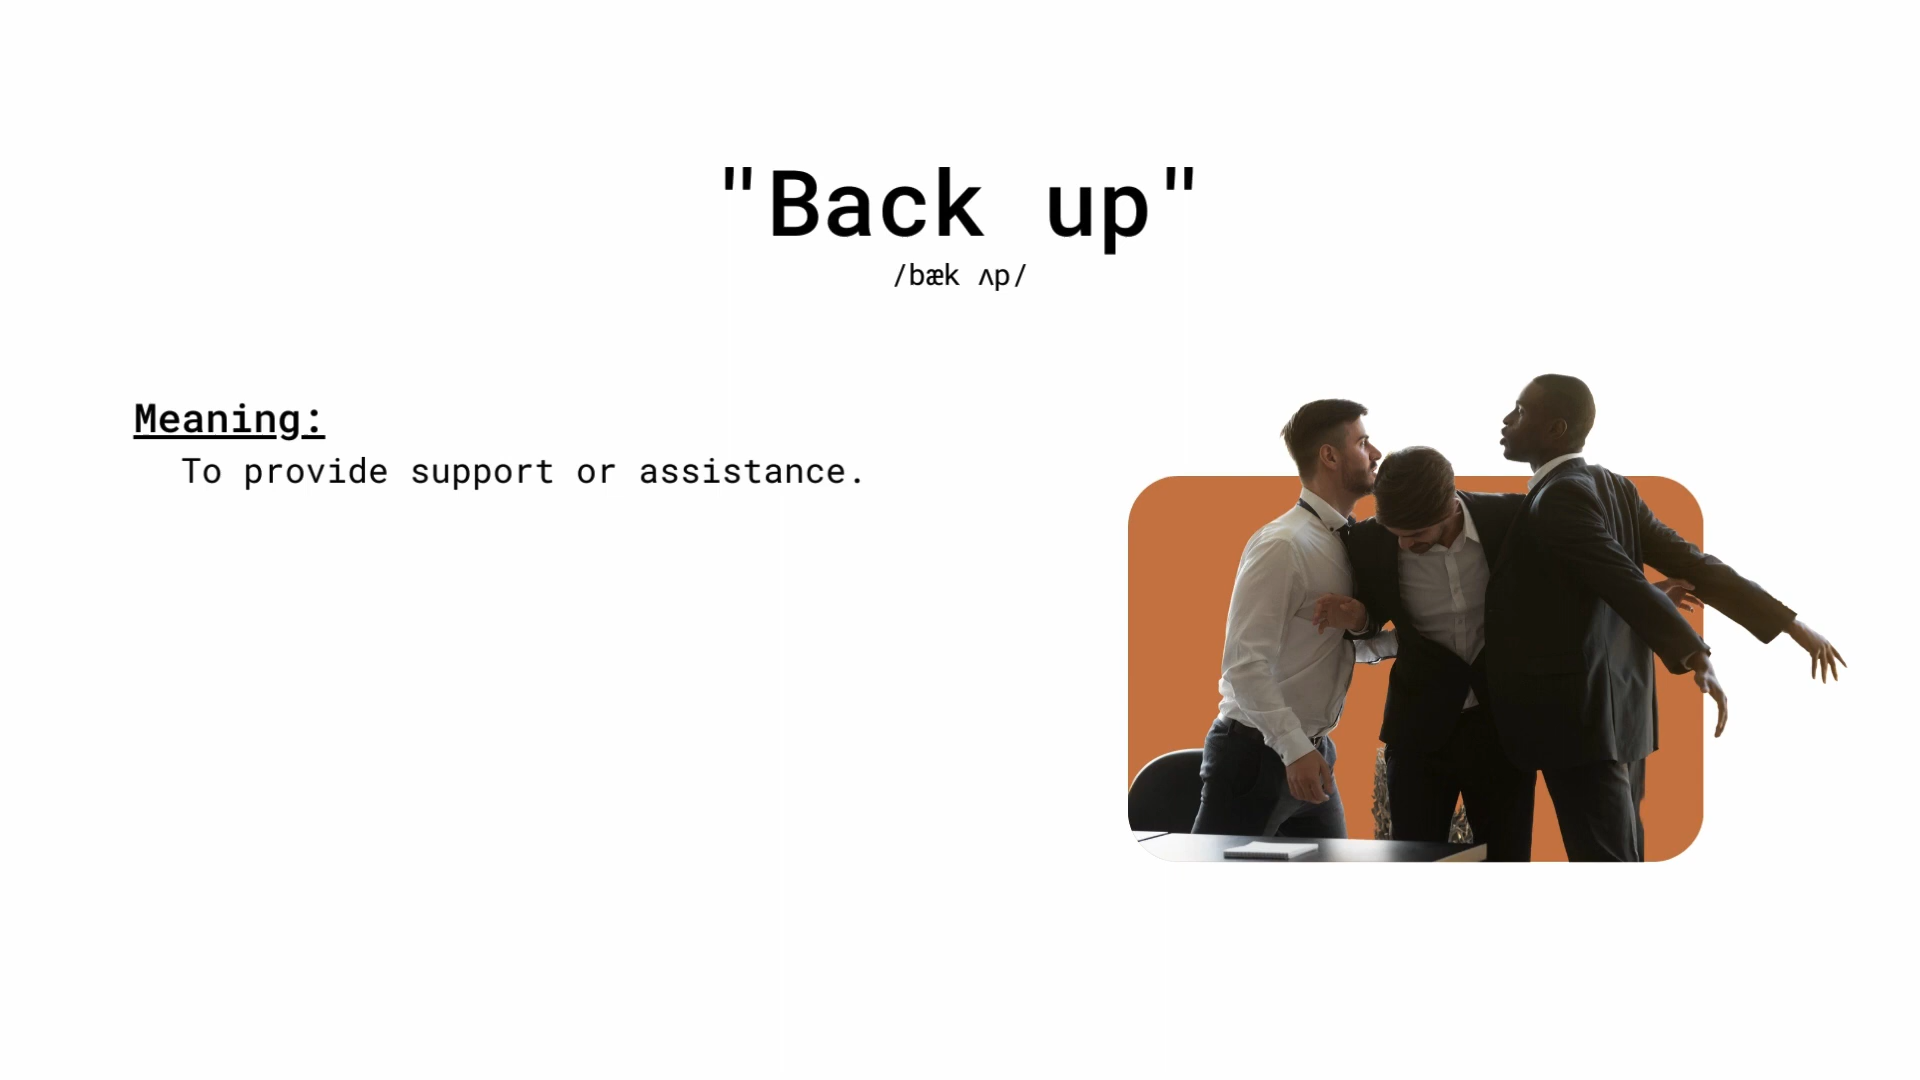 "Back up"
/bæk ʌp/
Meaning:
To provide support or assistance.